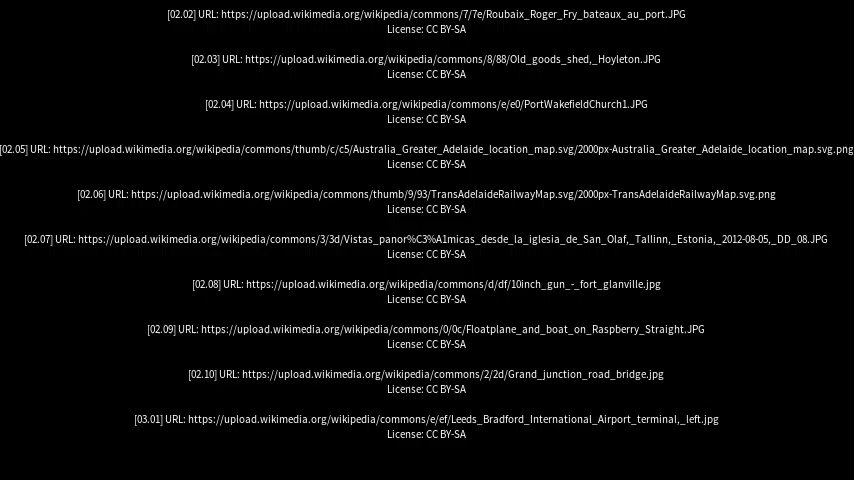 [02.02] URL: https://upload.wikimedia.org/wikipedia/commons/7/7e/Roubaix_Roger_Fry_bateaux_au_port.JPG
License: CC BY-SA
[02.03] URL: https://upload.wikimedia.org/wikipedia/commons/8/88/Old_goods_shed,_Hoyleton.JPG
License: CC BY-SA
[02.04] URL: https://upload.wikimedia.org/wikipedia/commons/e/e0/PortWakefieldChurch1.JPG
License: CC BY-SA
[02.05] URL: https://upload.wikimedia.org/wikipedia/commons/thumb/c/c5/Australia_Greater_Adelaide_location_map.svg/2000px-Australia_Greater_Adelaide_location_map.svg.png
License: CC BY-SA
[02.06] URL: https://upload.wikimedia.org/wikipedia/commons/thumb/9/93/TransAdelaideRailwayMap.svg/2000px-TransAdelaideRailwayMap.svg.png
License: CC BY-SA
[02.07] URL: https://upload.wikimedia.org/wikipedia/commons/3/3d/Vistas_panor%C3%A1micas_desde_la_iglesia_de_San_Olaf,_Tallinn,_Estonia,_2012-08-05,_DD_08.JPG
License: CC BY-SA
[02.08] URL: https://upload.wikimedia.org/wikipedia/commons/d/df/10inch_gun_-_fort_glanville.jpg
License: CC BY-SA
[02.09] URL: https://upload.wikimedia.org/wikipedia/commons/0/0c/Floatplane_and_boat_on_Raspberry_Straight.JPG
License: CC BY-SA
[02.10] URL: https://upload.wikimedia.org/wikipedia/commons/2/2d/Grand_junction_road_bridge.jpg
License: CC BY-SA
[03.01] URL: https://upload.wikimedia.org/wikipedia/commons/e/ef/Leeds_Bradford_International_Airport_terminal,_left.jpg
License: CC BY-SA